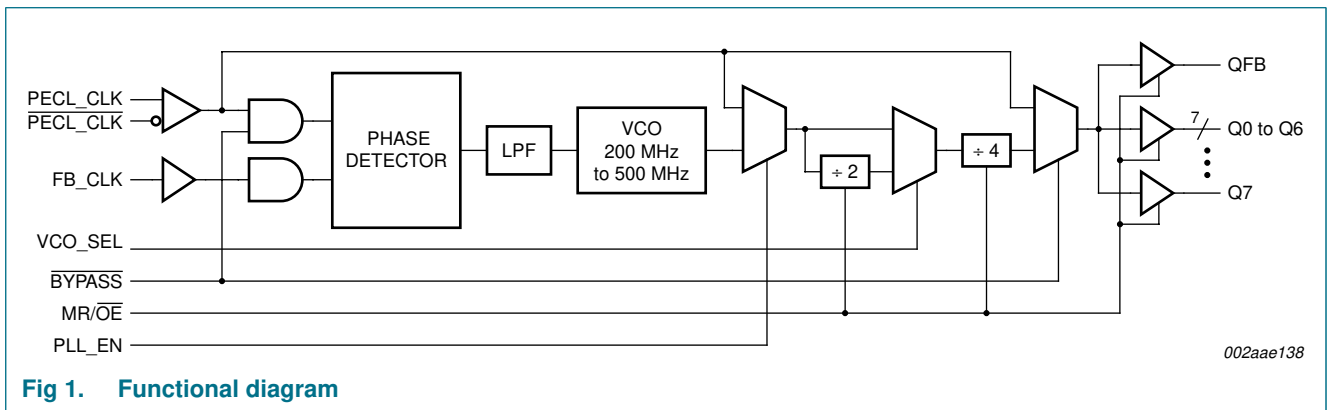 PECL_CLK
PECL_CLK
FB_CLK
VCO_SEL
BYPASS
MR/OE
PLL_EN
PHASE
DETECTOR
LPF
VCO
200 MHz
to 500 MHz
÷ 2
÷ 4
QFB
7
Q0 to Q6
Q7
002aae138
Fig 1. Functional diagram